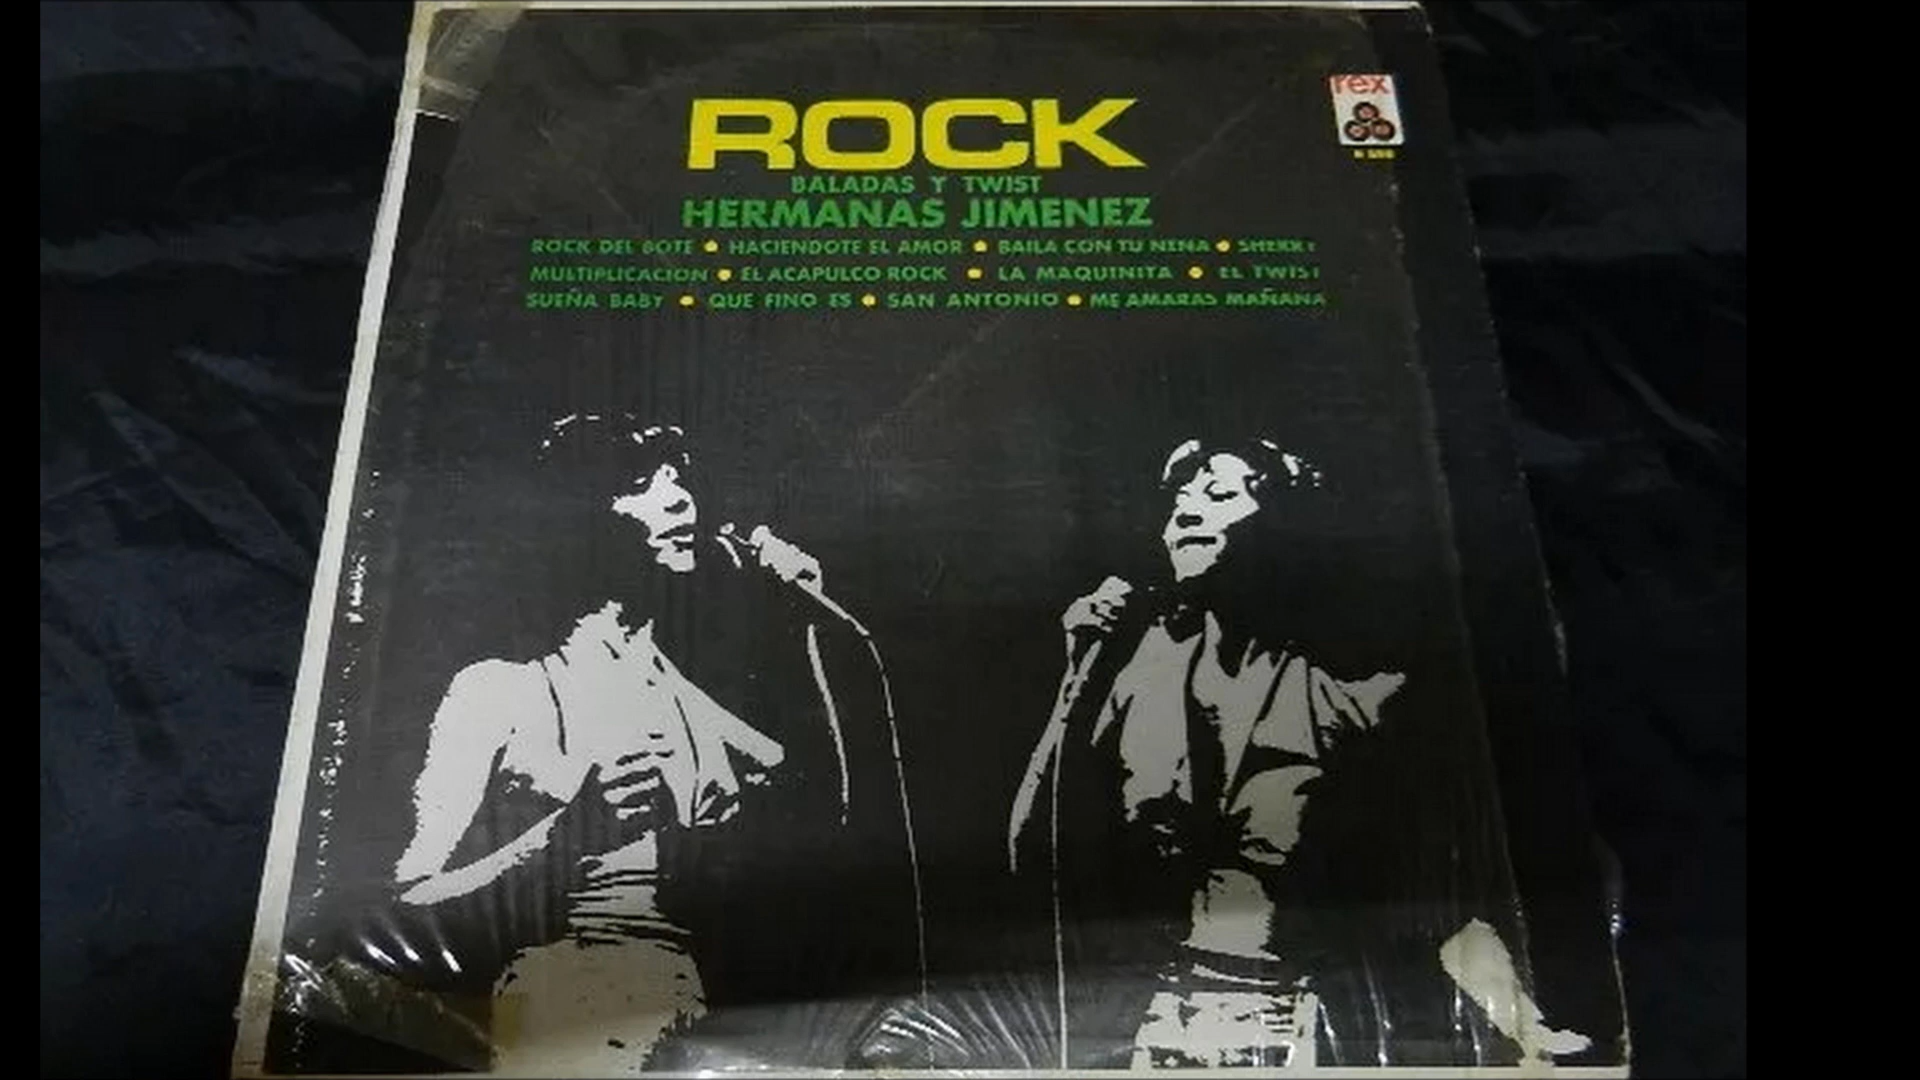 rex
ROCK
BALADAS Y TWIST
HERMANAS JIMENEZ
ROCK DEL BOTE • HACIENDOTE EL AMOR • BAILA CON TU NENA • SHERRY
MULTIPLICACION • EL ACAPULCO ROCK • LA MAQUINITA • EL TWIST
SUEÑA BABY • QUE FINO ES • SAN ANTONIO • ME AMARAS MAÑANA